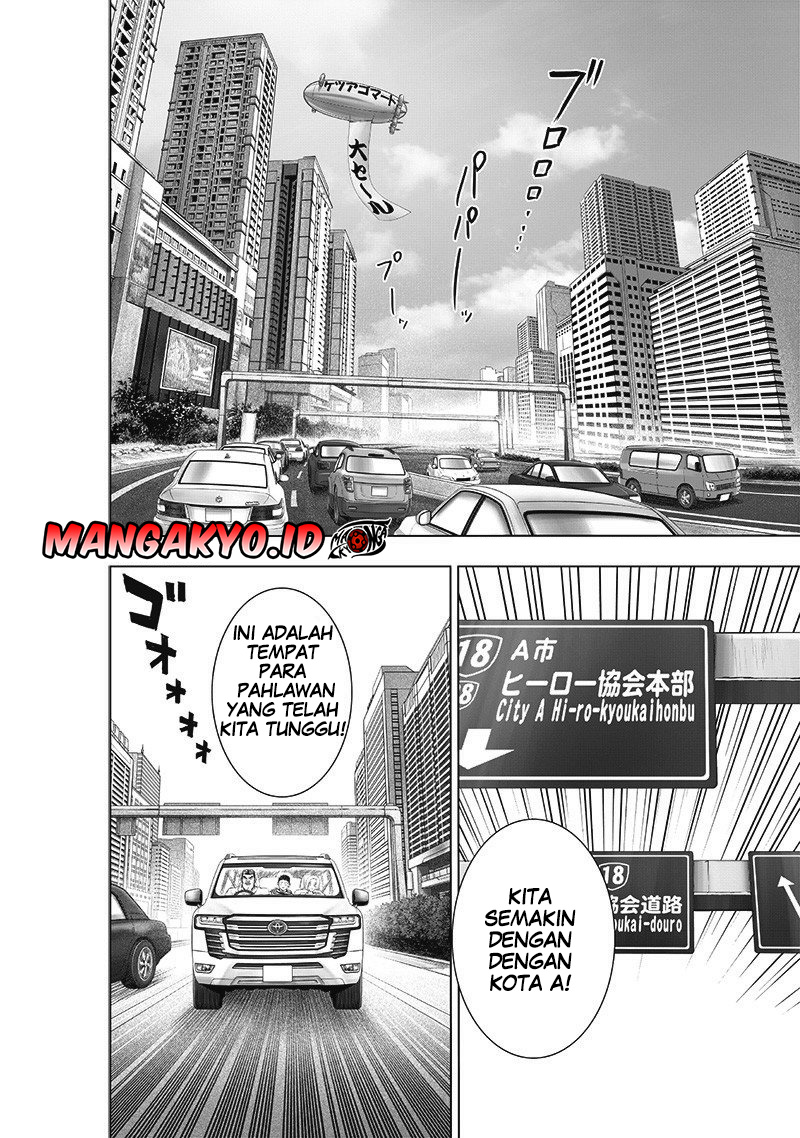 ケツアゴマート
大セール
ブロロロ…
パパーッ
プーッ
MANGAKYO.ID
18
A市
ヒーロー協会本部
City A Hi-ro-kyoukaihonbu
18
協会道路
oukai-douro
KITA
SEMAKIN
DENGAN
DENGAN
KOTA A!
ゴオォォォォ
INI ADALAH
TEMPAT
PARA
PAHLAWAN
YANG TELAH
KITA TUNGGU!